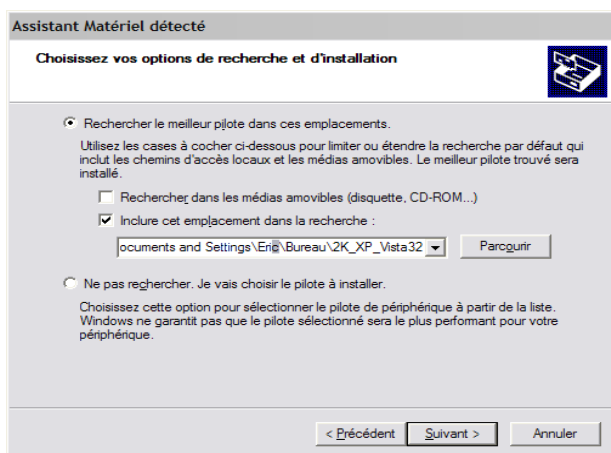 Assistant Matériel détecté
Choisissez vos options de recherche et d'installation
Rechercher le meilleur pilote dans ces emplacements.
Utilisez les cases à cocher ci-dessous pour limiter ou étendre la recherche par défaut qui
inclut les chemins d'accès locaux et les médias amovibles. Le meilleur pilote trouvé sera
installé.
Rechercher dans les médias amovibles (disquette, CD-ROM...)
Inclure cet emplacement dans la recherche :
ocuments and Settings\Eric\Bureau\2K_XP_Vista32
Parcourir
Ne pas rechercher. Je vais choisir le pilote à installer.
Choisissez cette option pour sélectionner le pilote de périphérique à partir de la liste.
Windows ne garantit pas que le pilote sélectionné sera le plus performant pour votre
périphérique.
< Précédent Suivant > Annuler